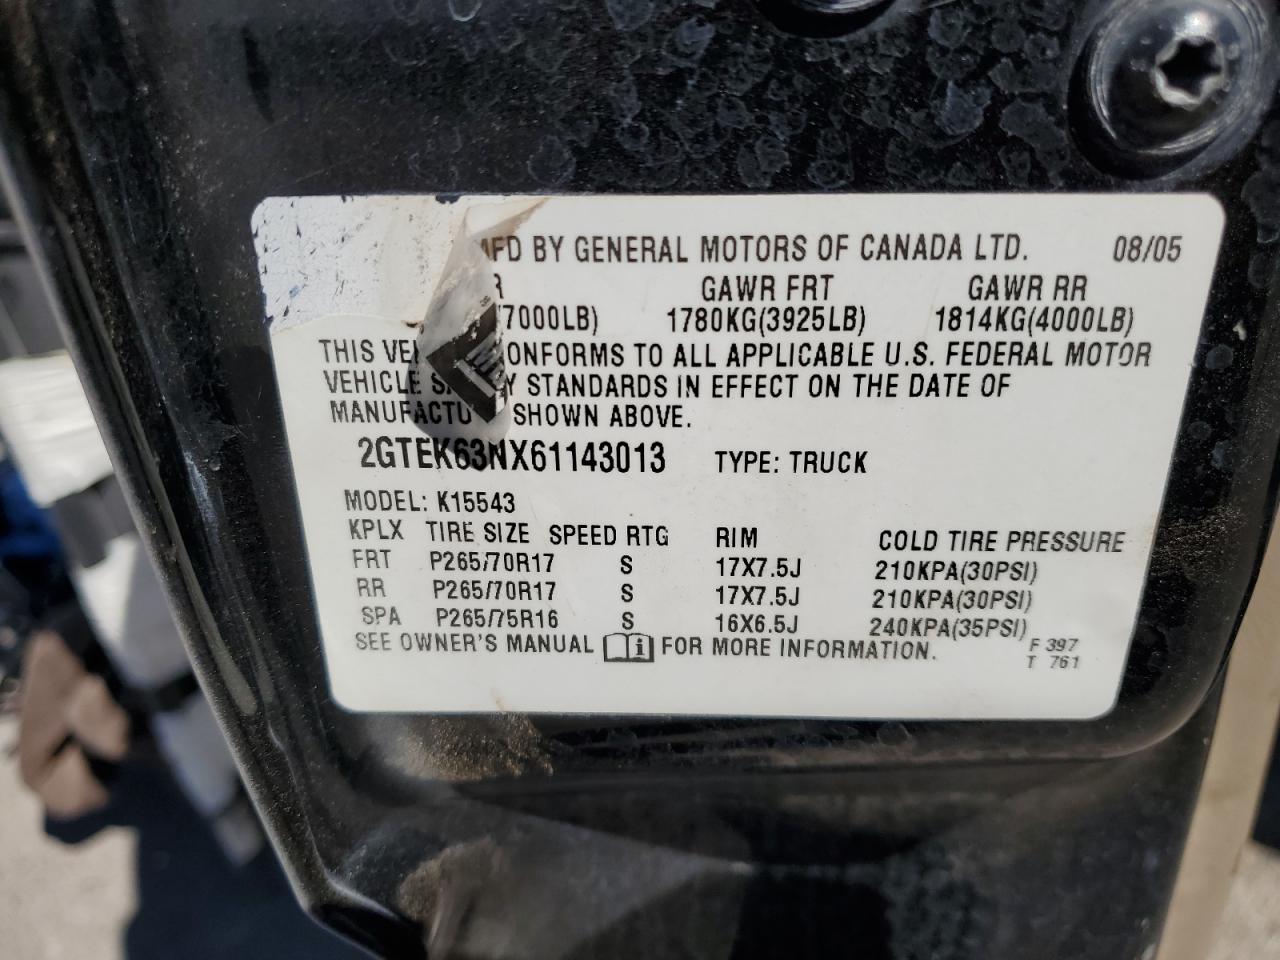 MFD BY GENERAL MOTORS OF CANADA LTD. 08/05
R GAWR FRT GAWR RR
(7000LB) 1780KG(3925LB) 1814KG(4000LB)
THIS VEH ONFORMS TO ALL APPLICABLE U.S. FEDERAL MOTOR
VEHICLE SA Y STANDARDS IN EFFECT ON THE DATE OF
MANUFACTU SHOWN ABOVE.
2GTEK63NX61143013 TYPE: TRUCK
MODEL: K15543
KPLX TIRE SIZE SPEED RTG RIM COLD TIRE PRESSURE
FRT P265/70R17 S 17X7.5J 210KPA(30PSI)
RR P265/70R17 S 17X7.5J 210KPA(30PSI)
SPA P265/75R16 S 16X6.5J 240KPA(35PSI)
SEE OWNER'S MANUAL i FOR MORE INFORMATION.
F 397
T 761